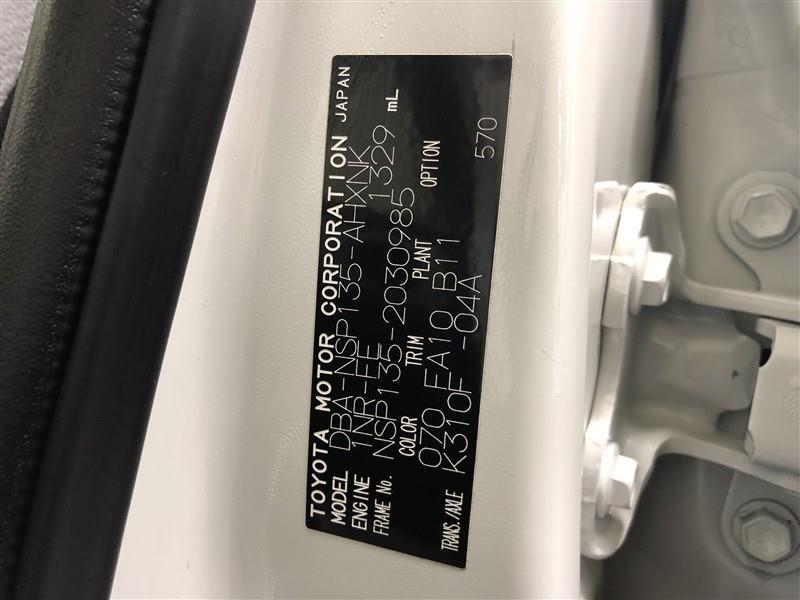 TOYOTA MOTOR CORPORATION JAPAN
MODEL DBA-NSP135-AHXNK
ENGINE 1NR-FE 1329 mL
FRAME No. NSP135-2030985
COLOR TRIM PLANT OPTION
070 FA10 B11 570
TRANS./AXLE K310F -04A